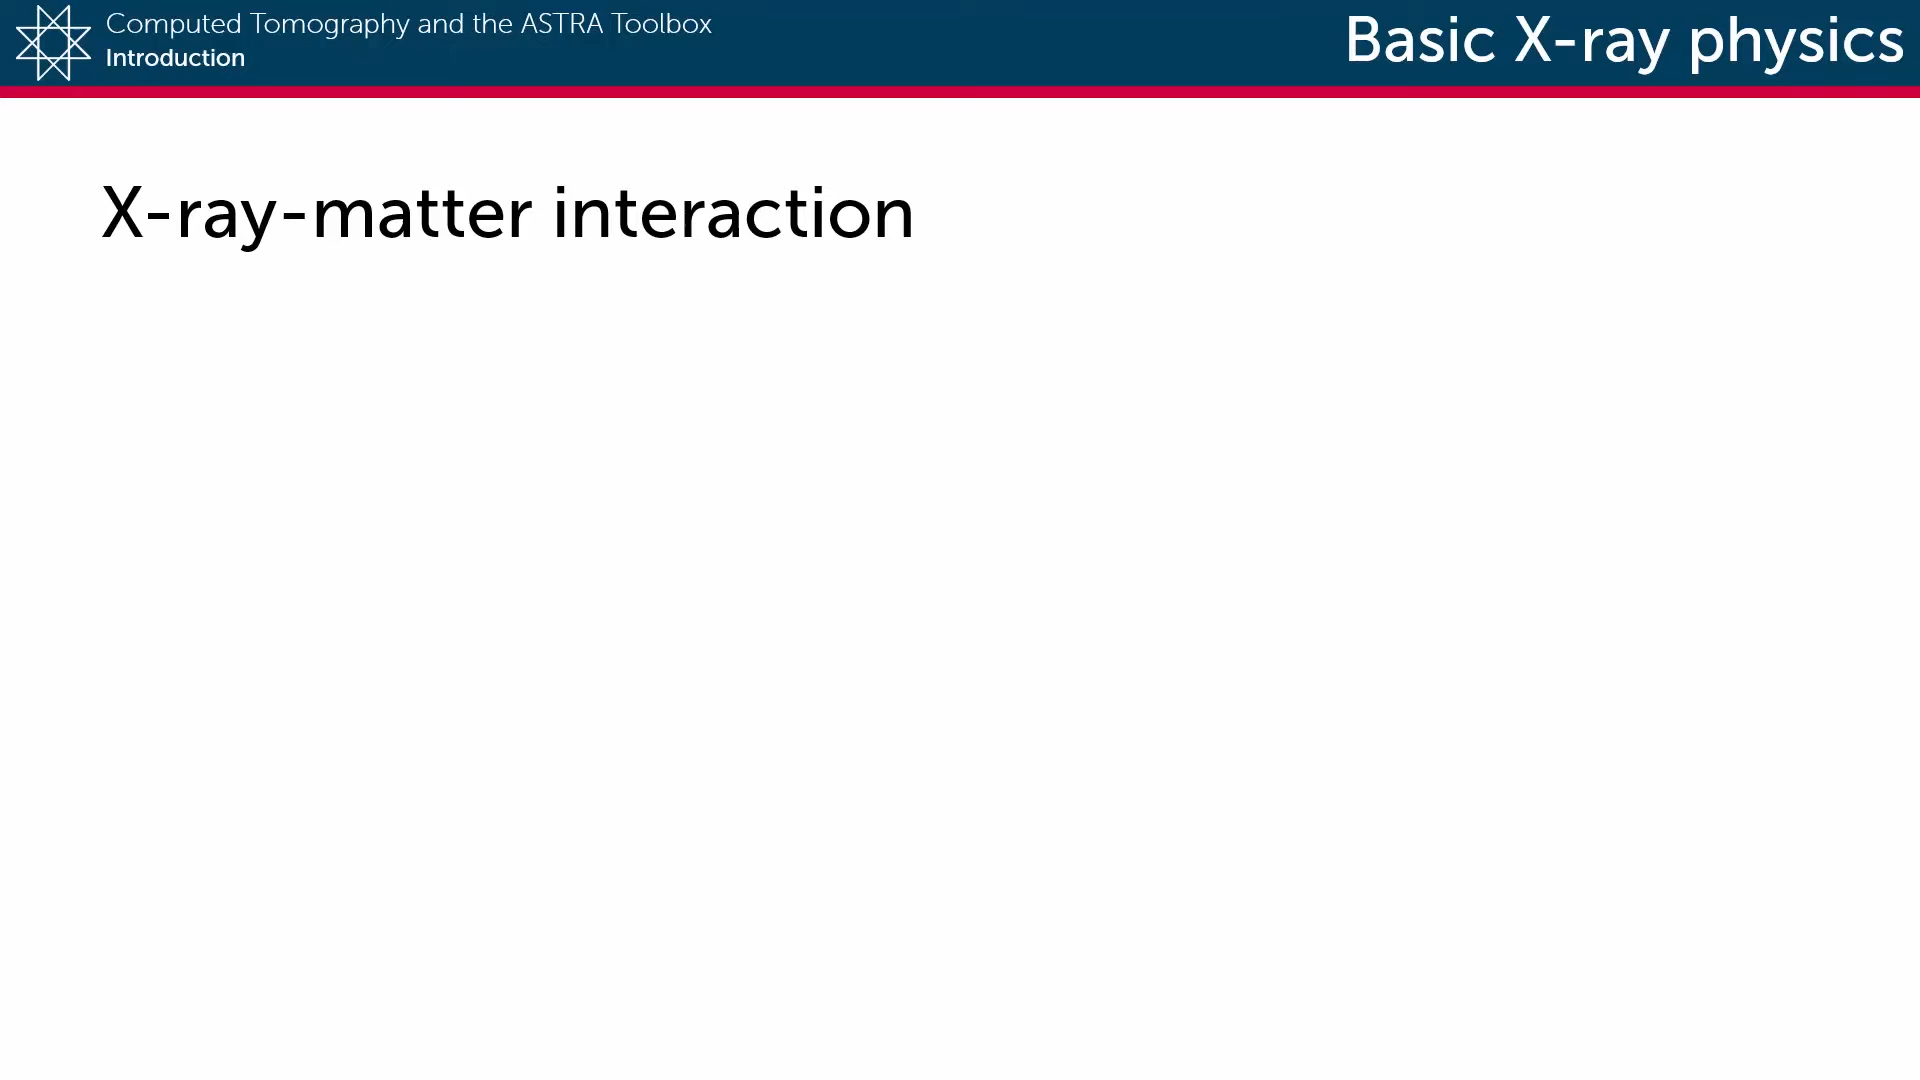 Computed Tomography and the ASTRA Toolbox
Introduction
Basic X-ray physics
X-ray-matter interaction